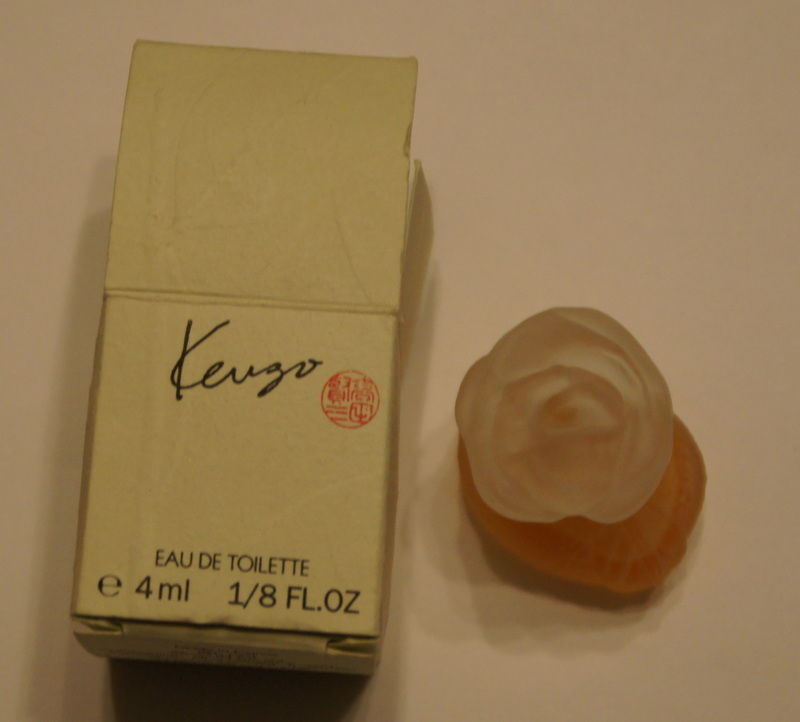 Kenzo
EAU DE TOILETTE
℮ 4ml 1/8 FL.OZ